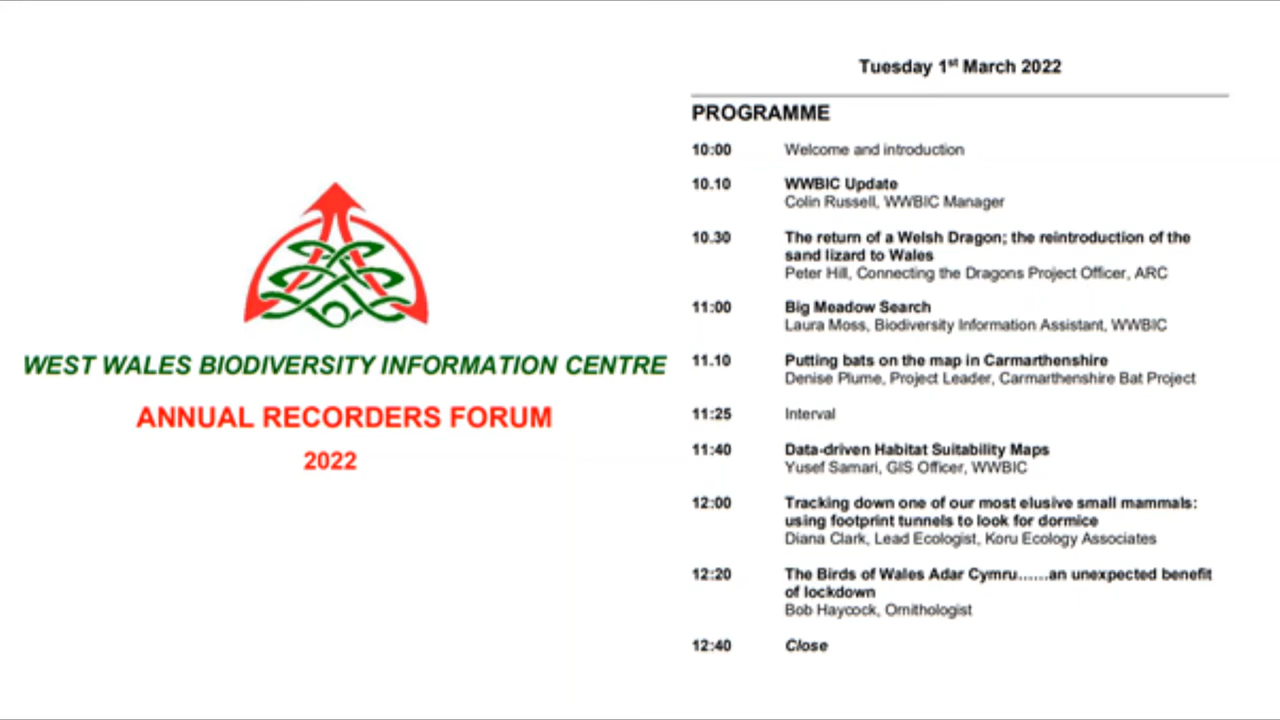 WEST WALES BIODIVERSITY INFORMATION CENTRE
ANNUAL RECORDERS FORUM
2022
Tuesday 1st March 2022
PROGRAMME
10:00 Welcome and introduction
10.10 WWBIC Update
Colin Russell, WWBIC Manager
10.30 The return of a Welsh Dragon; the reintroduction of the
sand lizard to Wales
Peter Hill, Connecting the Dragons Project Officer, ARC
11:00 Big Meadow Search
Laura Moss, Biodiversity Information Assistant, WWBIC
11.10 Putting bats on the map in Carmarthenshire
Denise Plume, Project Leader, Carmarthenshire Bat Project
11:25 Interval
11:40 Data-driven Habitat Suitability Maps
Yusef Samari, GIS Officer, WWBIC
12:00 Tracking down one of our most elusive small mammals:
using footprint tunnels to look for dormice
Diana Clark, Lead Ecologist, Koru Ecology Associates
12:20 The Birds of Wales Adar Cymru......an unexpected benefit
of lockdown
Bob Haycock, Ornithologist
12:40 Close